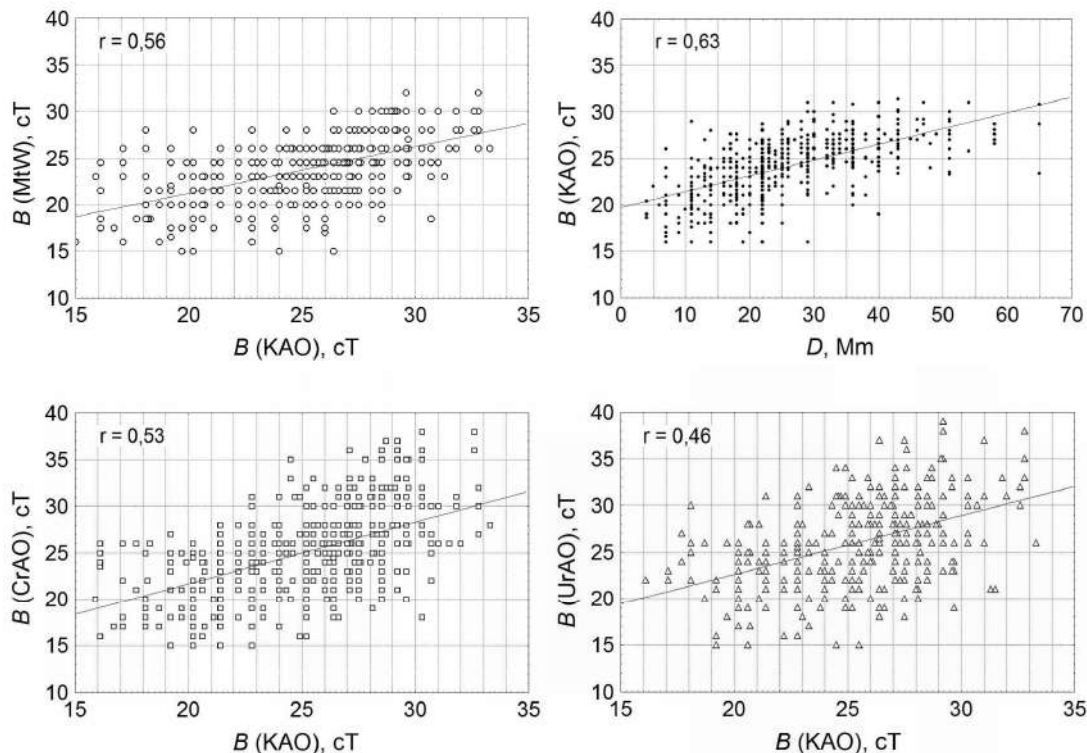 40
35
30
25
20
15
10
r = 0,56
B (MtW), cT
15 20 25 30 35
B (KAO), cT
40
35
30
25
20
15
10
r = 0,63
B (KAO), cT
0 10 20 30 40 50 60 70
D, Mm
40
35
30
25
20
15
10
r = 0,53
B (CrAO), cT
15 20 25 30 35
B (KAO), cT
40
35
30
25
20
15
10
r = 0,46
B (UrAO), cT
15 20 25 30 35
B (KAO), cT